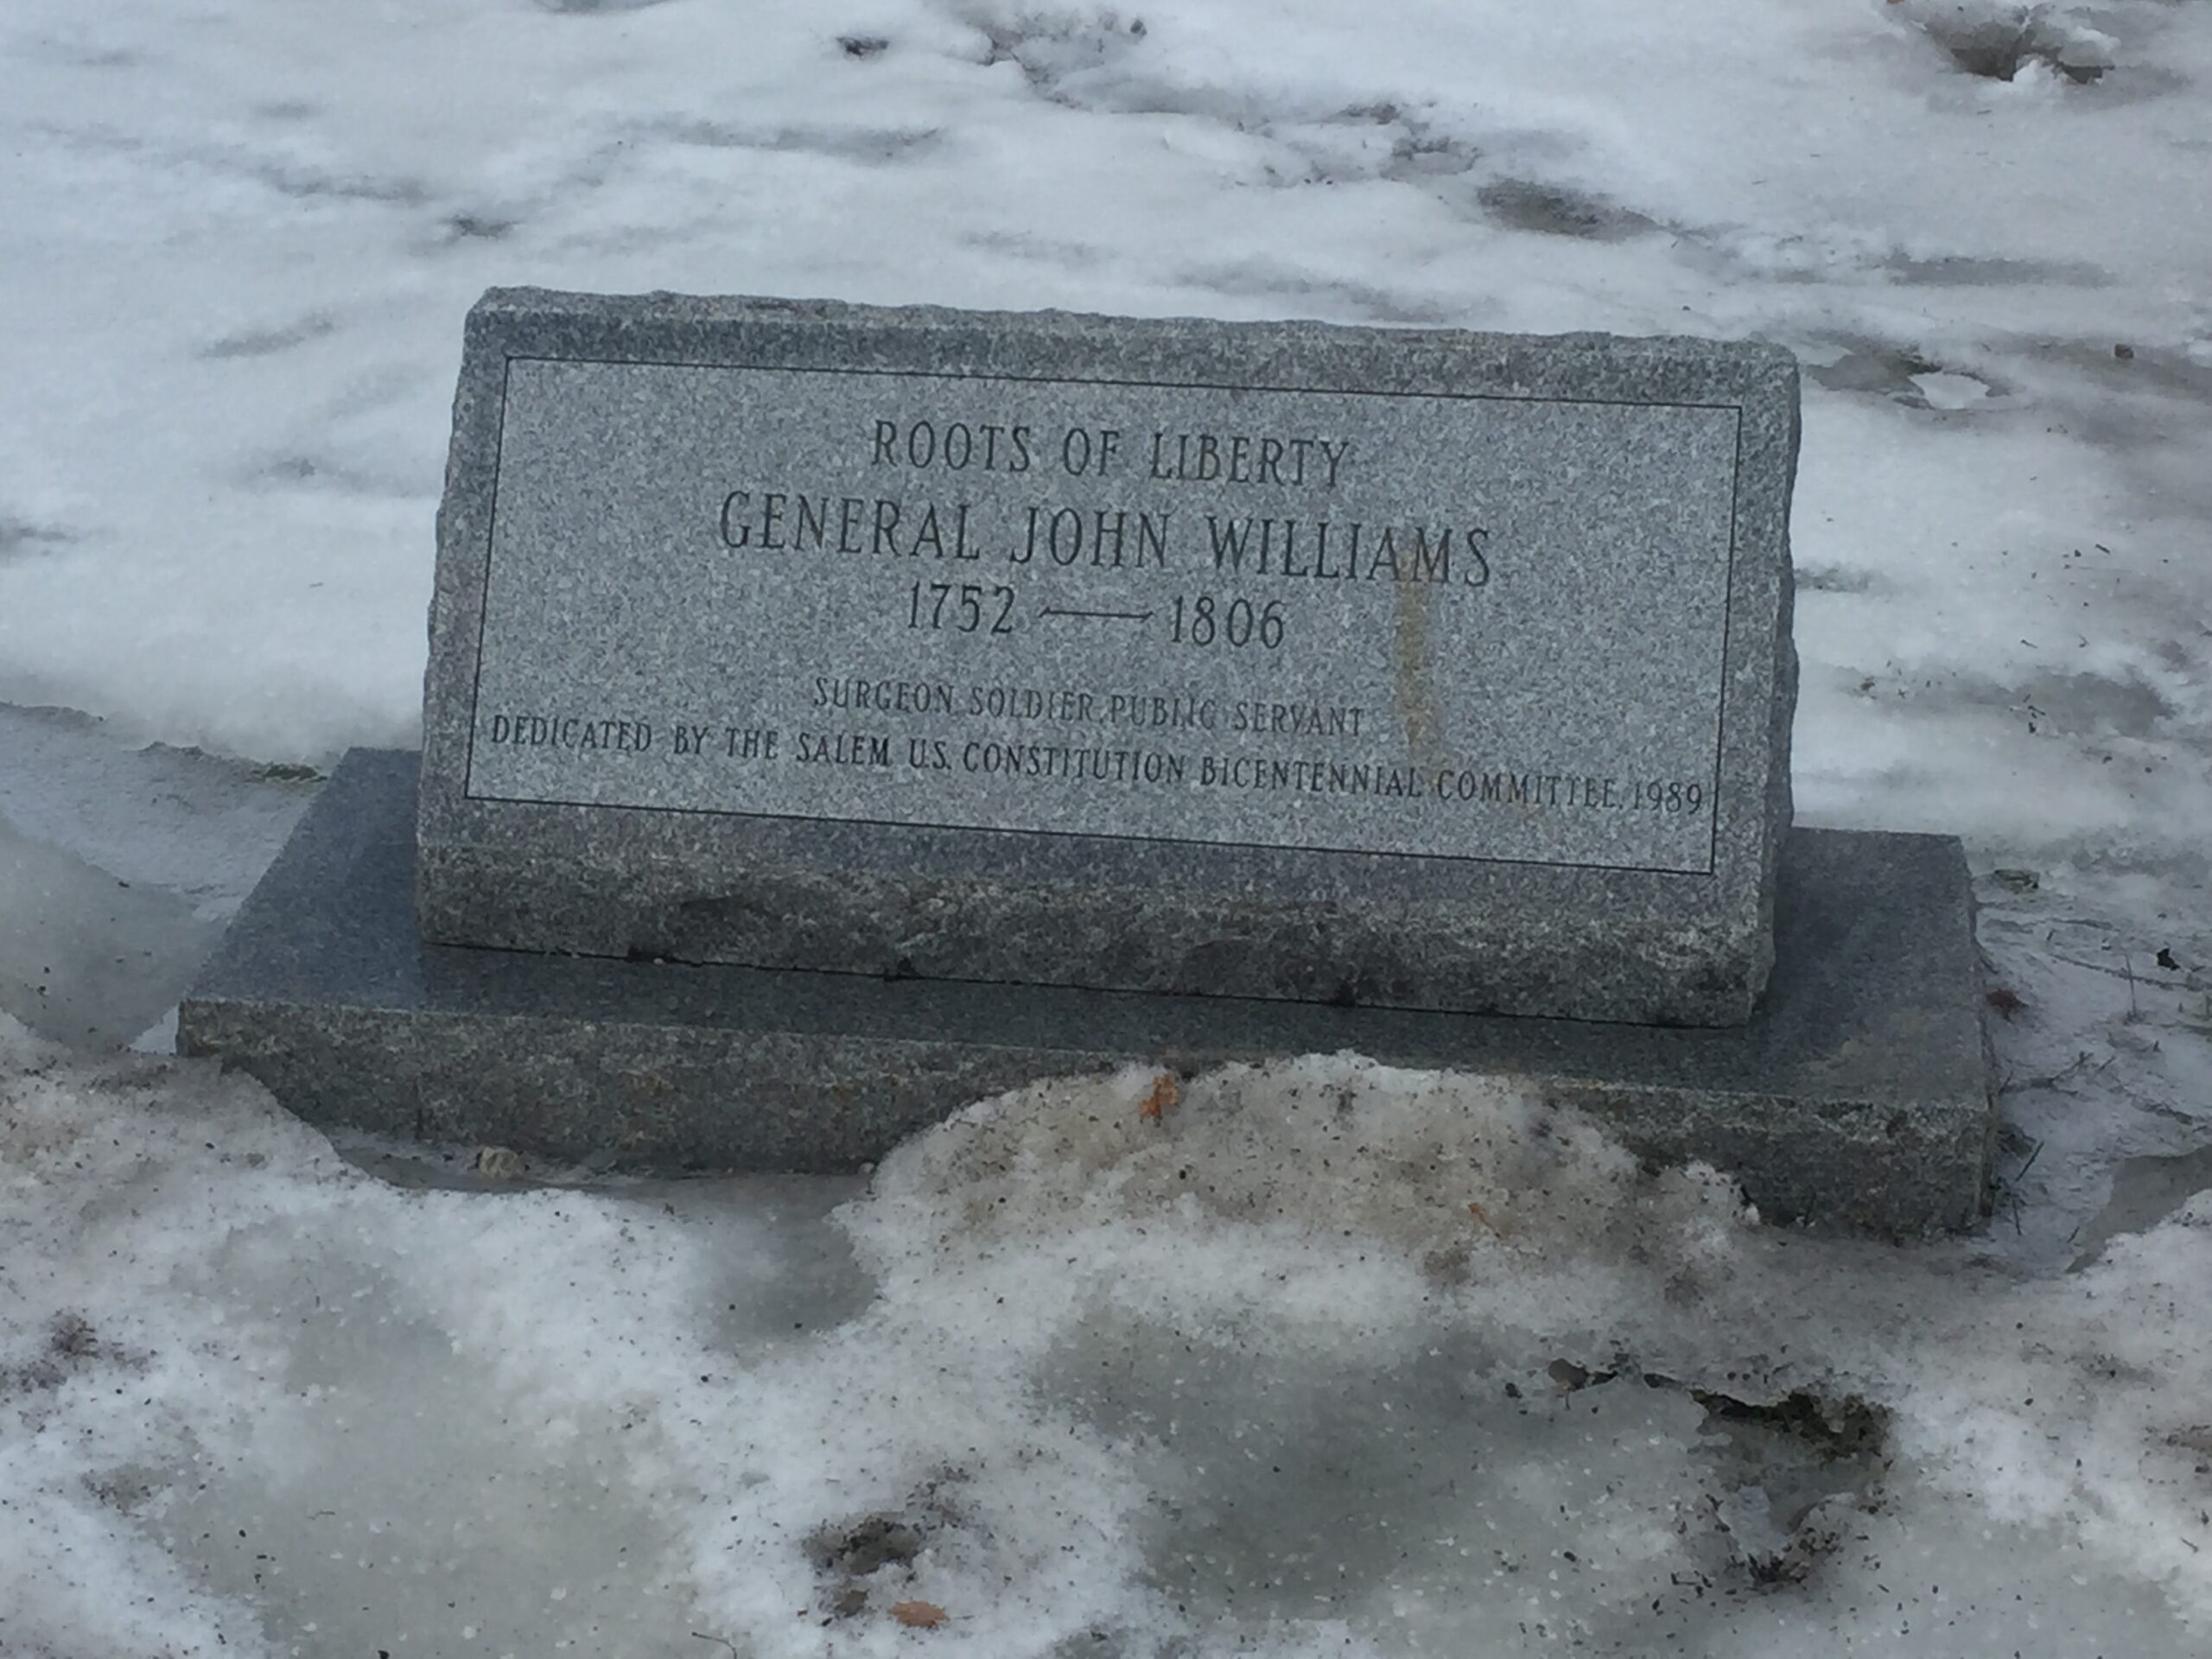 ROOTS OF LIBERTY
GENERAL JOHN WILLIAMS
1752 — 1806
SURGEON, SOLDIER, PUBLIC SERVANT
DEDICATED BY THE SALEM U.S. CONSTITUTION BICENTENNIAL COMMITTEE, 1989